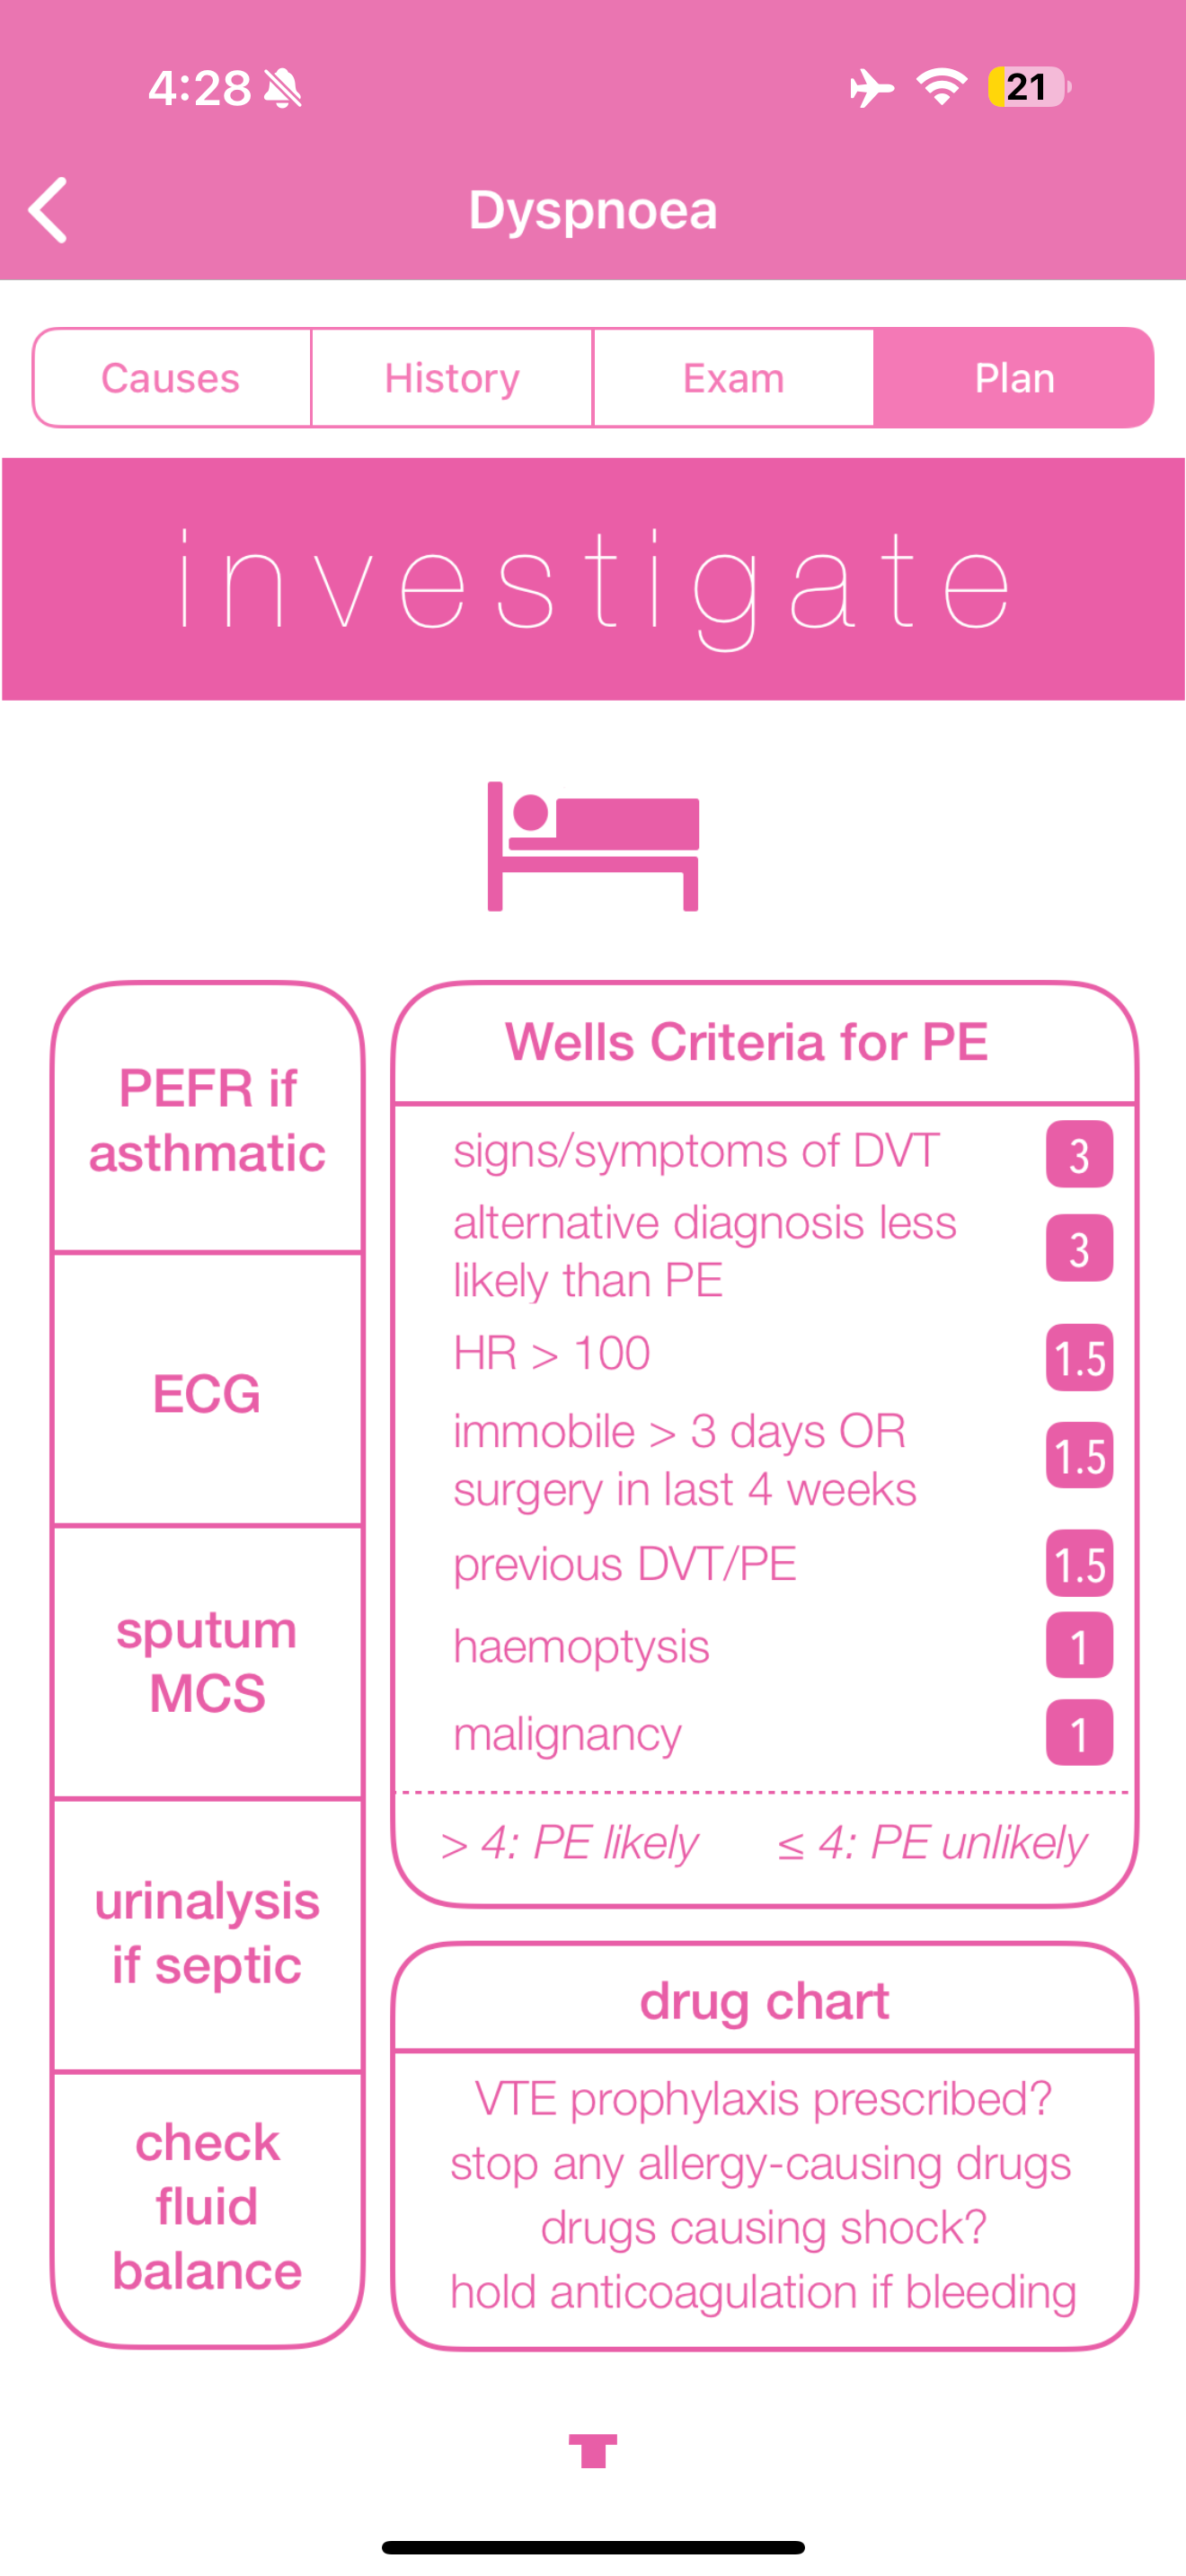 4:28
21
Dyspnoea
Causes
History
Exam
Plan
investigate
PEFR if
asthmatic
ECG
sputum
MCS
urinalysis
if septic
check
fluid
balance
Wells Criteria for PE
signs/symptoms of DVT 3
alternative diagnosis less
likely than PE 3
HR > 100 1.5
immobile > 3 days OR
surgery in last 4 weeks 1.5
previous DVT/PE 1.5
haemoptysis 1
malignancy 1
> 4: PE likely ≤ 4: PE unlikely
drug chart
VTE prophylaxis prescribed?
stop any allergy-causing drugs
drugs causing shock?
hold anticoagulation if bleeding